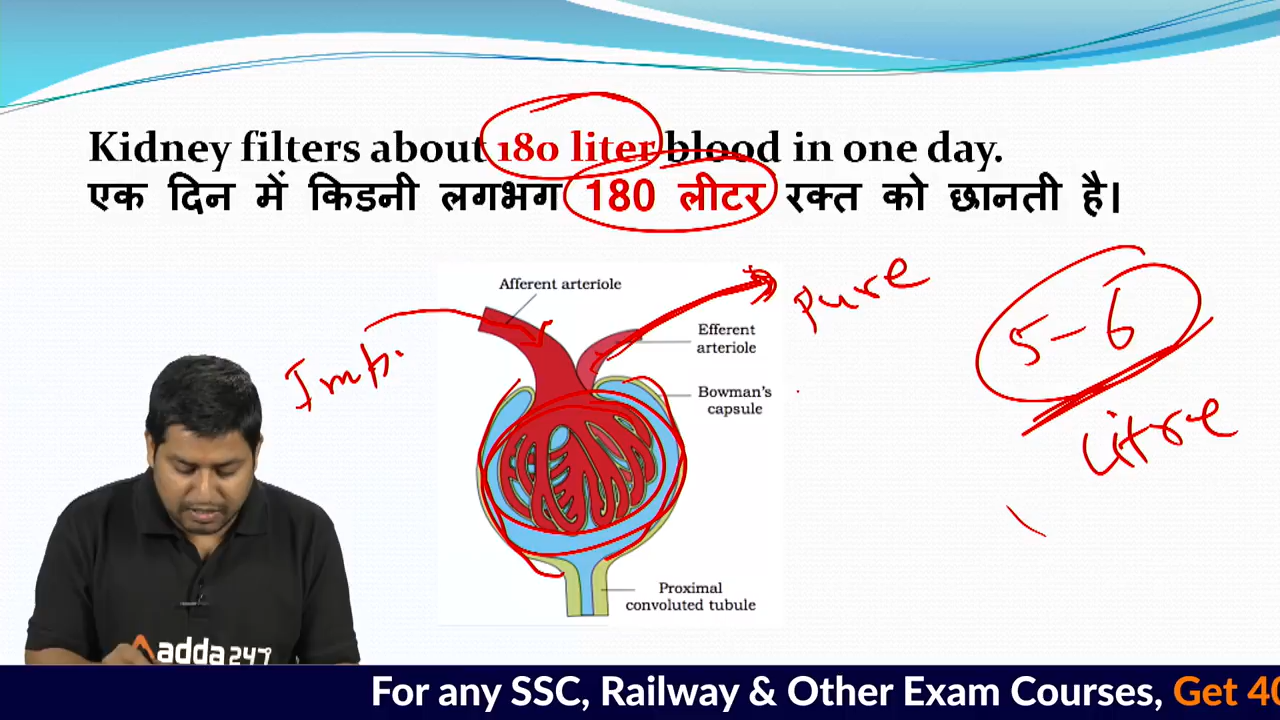 Kidney filters about 180 liter blood in one day.
एक दिन में किडनी लगभग 180 लीटर रक्त को छानती है।
Afferent arteriole
Efferent
arteriole
Bowman's
capsule
Proximal
convoluted tubule
Imp.
Pure
5-6
Litre
adda247
For any SSC, Railway & Other Exam Courses, Get 40